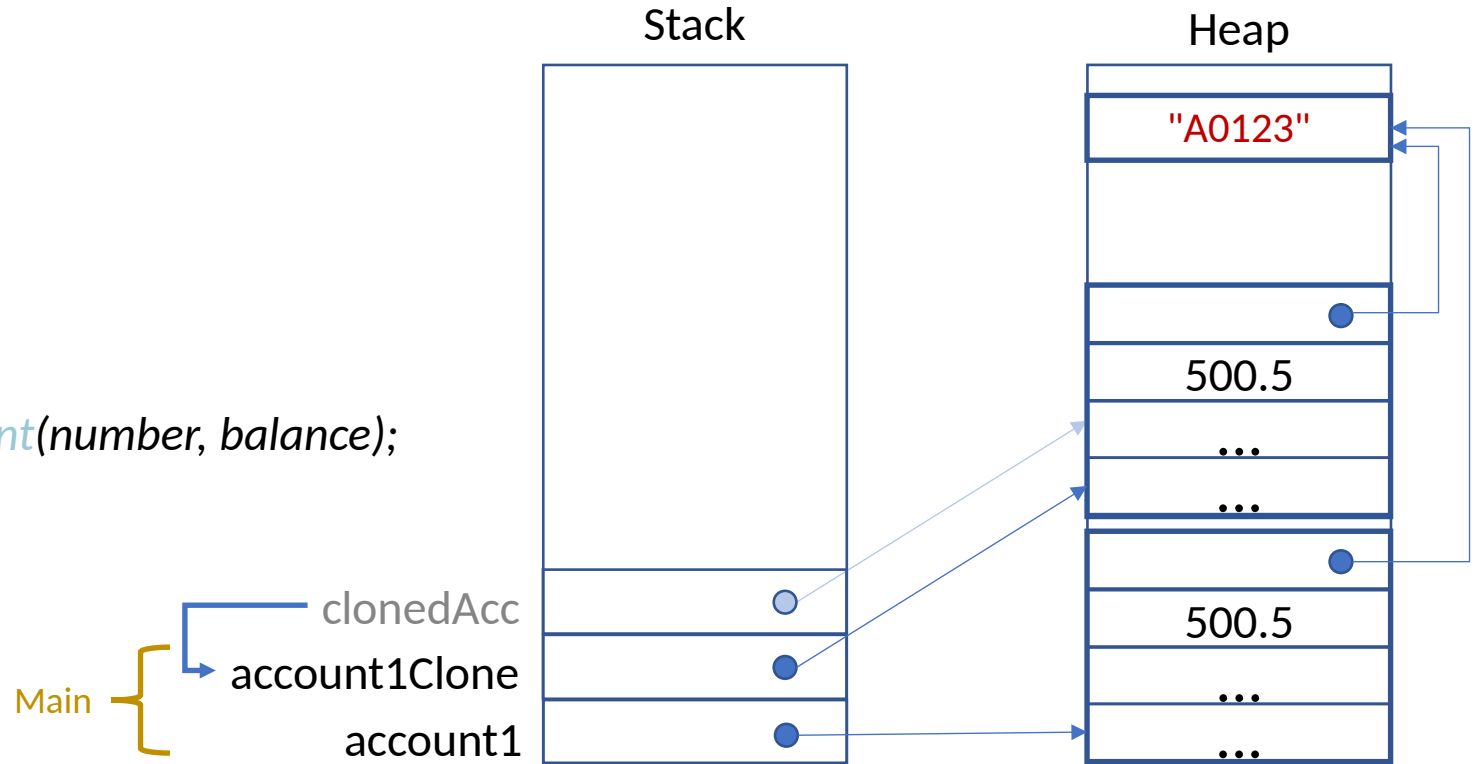 Stack
Heap
"A0123"
500.5
nt(number, balance);
...
...
clonedAcc
500.5
account1Clone
Main
...
account1
...